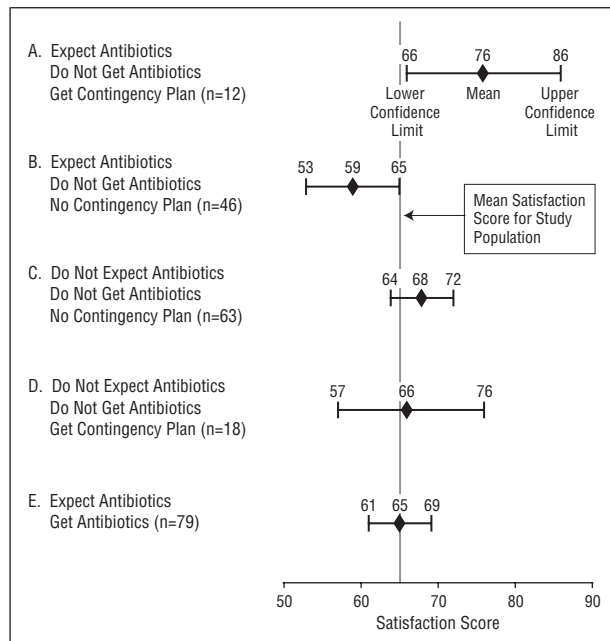 A. Expect Antibiotics
Do Not Get Antibiotics
Get Contingency Plan (n=12)
66 76 86
Lower Confidence Limit
Mean
Upper Confidence Limit
B. Expect Antibiotics
Do Not Get Antibiotics
No Contingency Plan (n=46)
53 59 65
Mean Satisfaction
Score for Study
Population
C. Do Not Expect Antibiotics
Do Not Get Antibiotics
No Contingency Plan (n=63)
64 68 72
D. Do Not Expect Antibiotics
Do Not Get Antibiotics
Get Contingency Plan (n=18)
57 66 76
E. Expect Antibiotics
Get Antibiotics (n=79)
61 65 69
50 60 70 80 90
Satisfaction Score